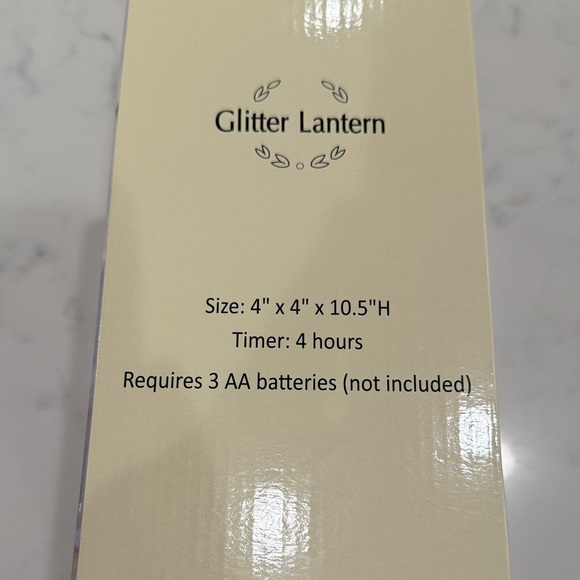 Glitter Lantern
Size: 4" x 4" x 10.5"H
Timer: 4 hours
Requires 3 AA batteries (not included)